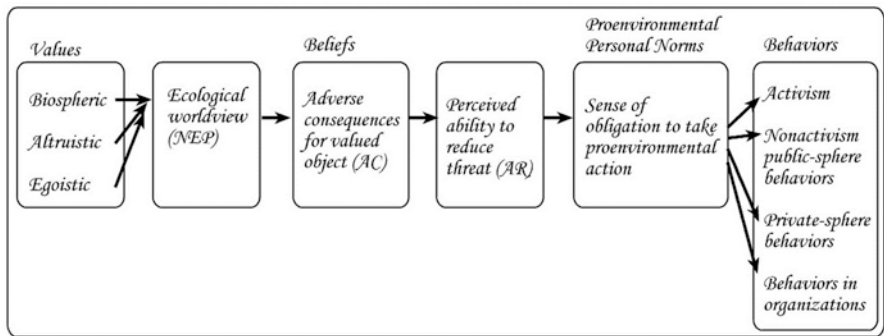 Values
Biospheric
Altruistic
Egoistic
Ecological
worldview
(NEP)
Beliefs
Adverse
consequences
for valued
object (AC)
Perceived
ability to
reduce
threat (AR)
Proenvironmental
Personal Norms
Sense of
obligation to take
proenvironmental
action
Behaviors
Activism
Nonactivism
public-sphere
behaviors
Private-sphere
behaviors
Behaviors in
organizations